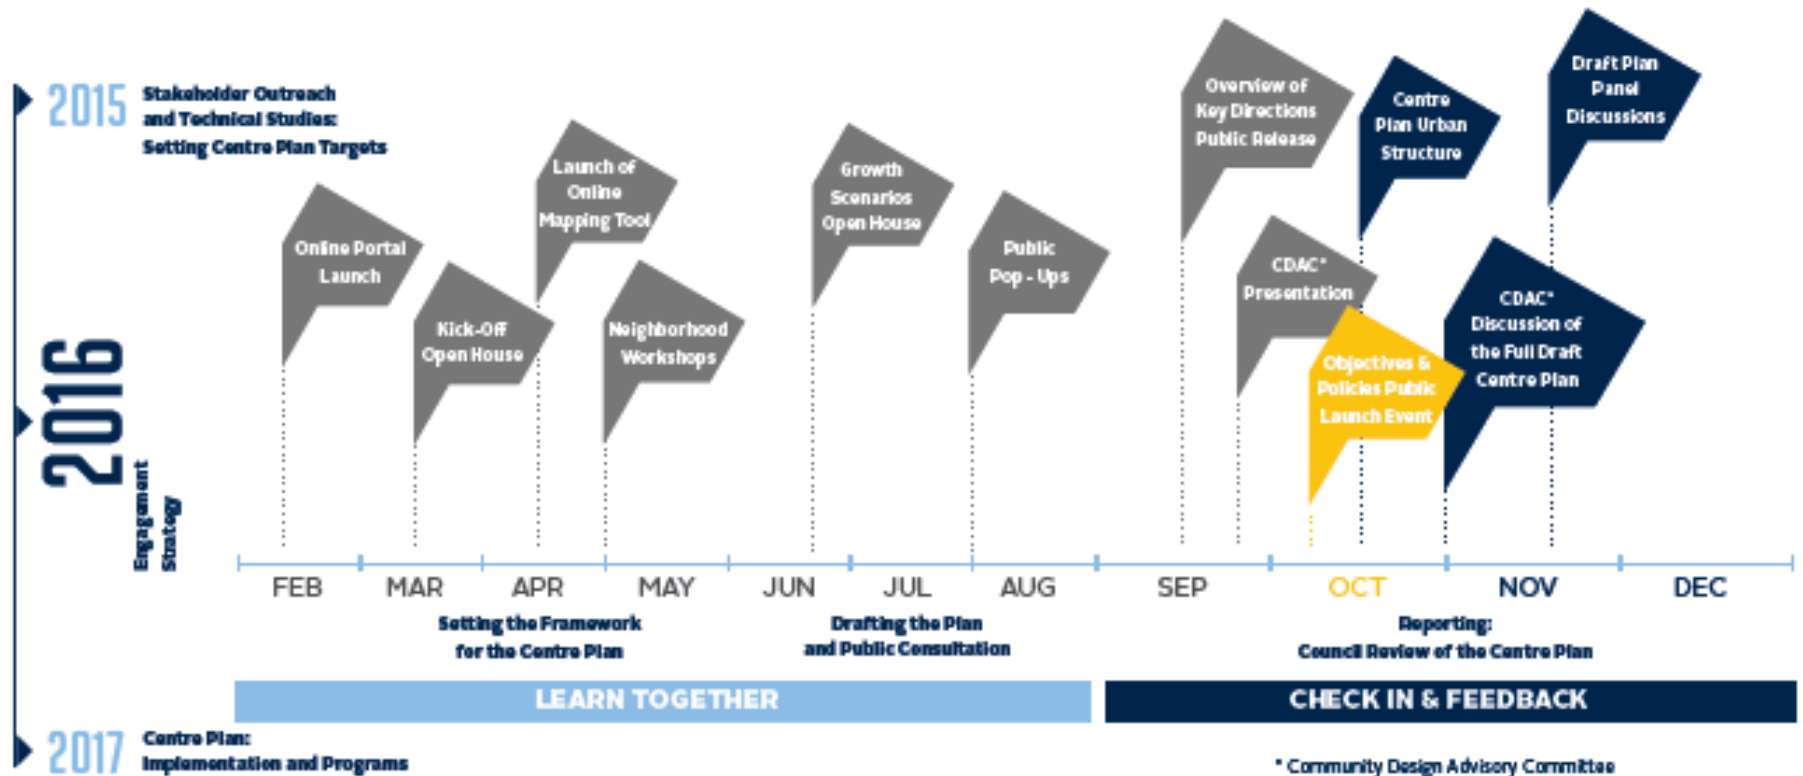 2015
Stakeholder Outreach
and Technical Studies:
Setting Centre Plan Targets
2016
Engagement
Strategy
Online Portal
Launch
Kick-Off
Open House
Launch of
Online
Mapping Tool
Neighborhood
Workshops
Growth
Scenarios
Open House
Public
Pop - Ups
Overview of
Key Directions
Public Release
CDAC*
Presentation
Objectives &
Policies Public
Launch Event
Centre
Plan Urban
Structure
CDAC*
Discussion of
the Full Draft
Centre Plan
Draft Plan
Panel
Discussions
FEB MAR APR MAY JUN JUL AUG SEP OCT NOV DEC
Setting the Framework
for the Centre Plan
Drafting the Plan
and Public Consultation
Reporting:
Council Review of the Centre Plan
LEARN TOGETHER
CHECK IN & FEEDBACK
2017
Centre Plan:
Implementation and Programs
* Community Design Advisory Committee